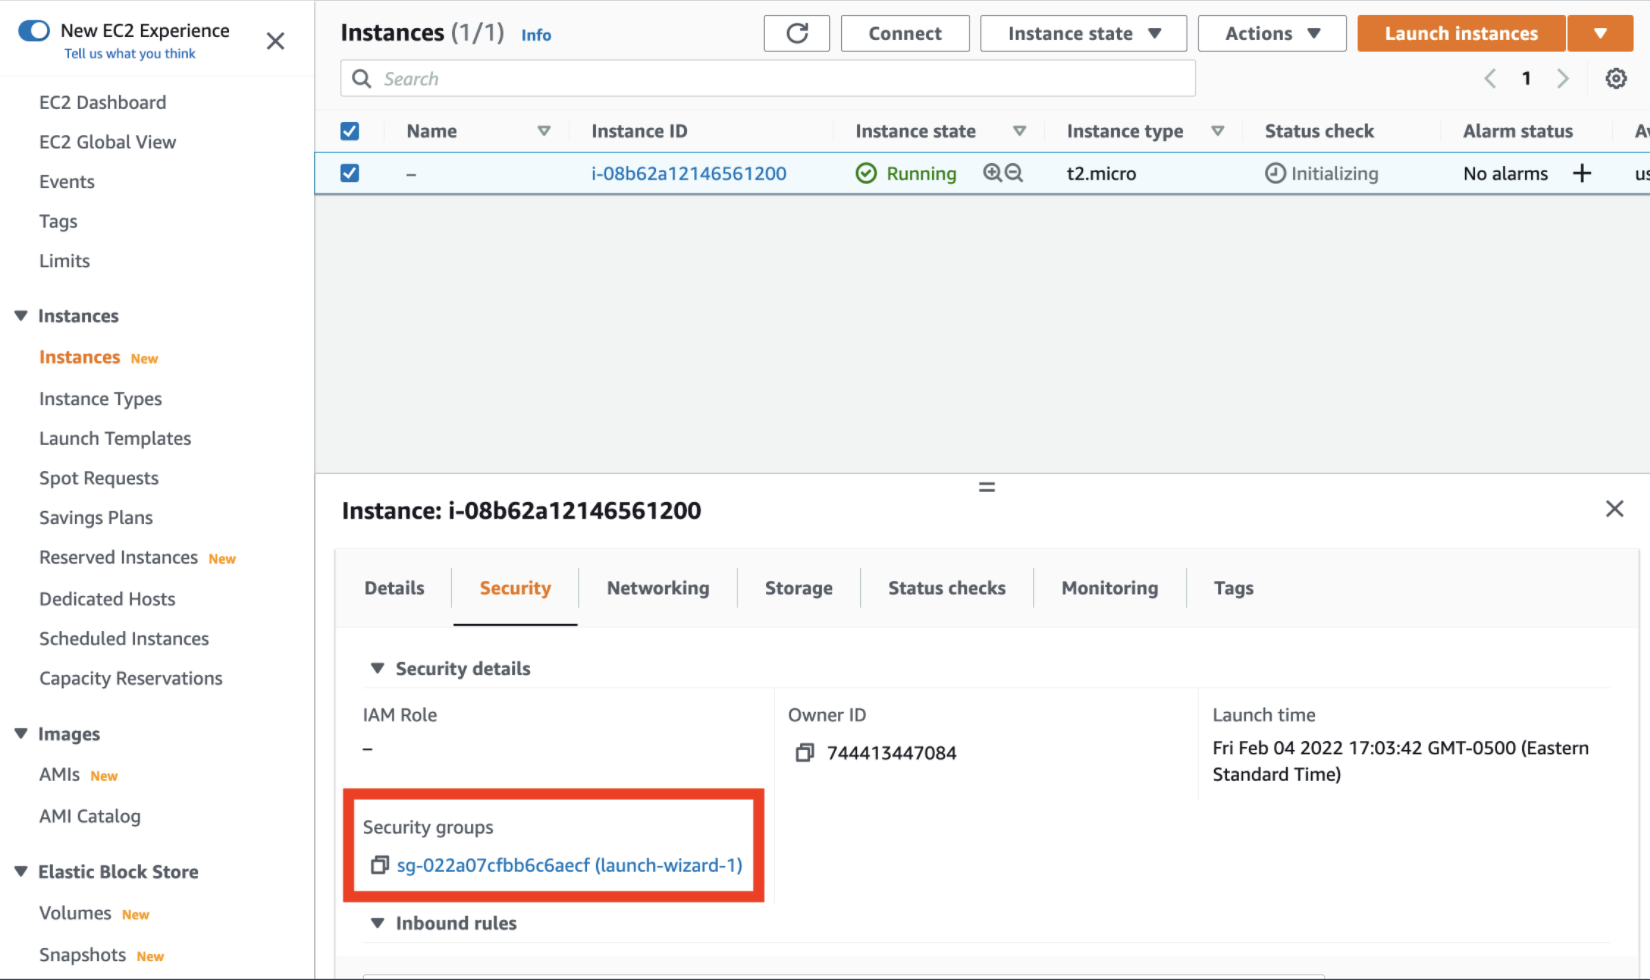 New EC2 Experience
Tell us what you think
EC2 Dashboard
EC2 Global View
Events
Tags
Limits
Instances
Instances New
Instance Types
Launch Templates
Spot Requests
Savings Plans
Reserved Instances New
Dedicated Hosts
Scheduled Instances
Capacity Reservations
Images
AMIs New
AMI Catalog
Elastic Block Store
Volumes New
Snapshots New
Instances (1/1) Info
Connect
Instance state
Actions
Launch instances
Search
1
Name Instance ID Instance state Instance type Status check Alarm status Av
– i-08b62a12146561200 Running t2.micro Initializing No alarms + us
Instance: i-08b62a12146561200
Details Security Networking Storage Status checks Monitoring Tags
Security details
IAM Role
–
Owner ID
744413447084
Launch time
Fri Feb 04 2022 17:03:42 GMT-0500 (Eastern
Standard Time)
Security groups
sg-022a07cfbb6c6aecf (launch-wizard-1)
Inbound rules